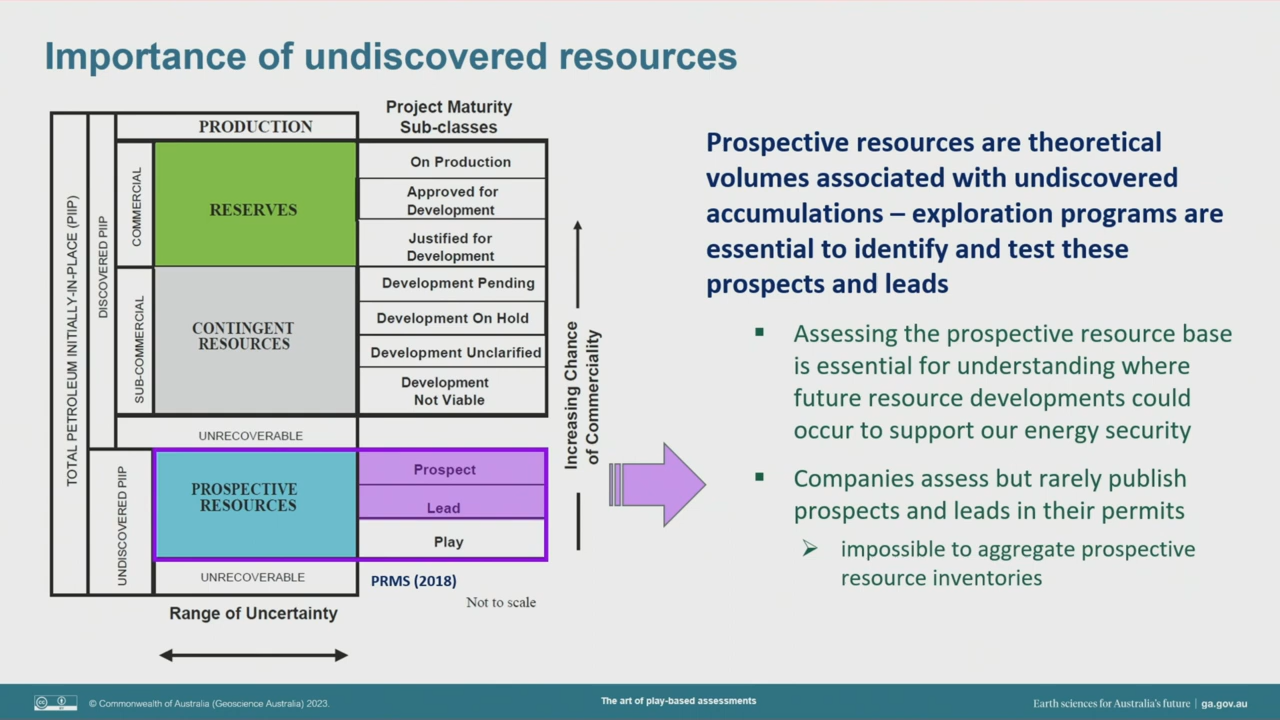 Importance of undiscovered resources
Project Maturity
Sub-classes
PRODUCTION
TOTAL PETROLEUM INITIALLY-IN-PLACE (PIIP)
DISCOVERED PIIP
COMMERCIAL
RESERVES
On Production
Approved for
Development
Justified for
Development
SUB-COMMERCIAL
CONTINGENT
RESOURCES
Development Pending
Development On Hold
Development Unclarified
Development
Not Viable
UNRECOVERABLE
UNDISCOVERED PIIP
PROSPECTIVE
RESOURCES
Prospect
Lead
Play
UNRECOVERABLE
PRMS (2018)
Not to scale
Range of Uncertainty
Increasing Chance
of Commerciality
Prospective resources are theoretical
volumes associated with undiscovered
accumulations – exploration programs are
essential to identify and test these
prospects and leads
▪ Assessing the prospective resource base
is essential for understanding where
future resource developments could
occur to support our energy security
▪ Companies assess but rarely publish
prospects and leads in their permits
➢ impossible to aggregate prospective
resource inventories
© Commonwealth of Australia (Geoscience Australia) 2023.
The art of play-based assessments
Earth sciences for Australia's future | ga.gov.au